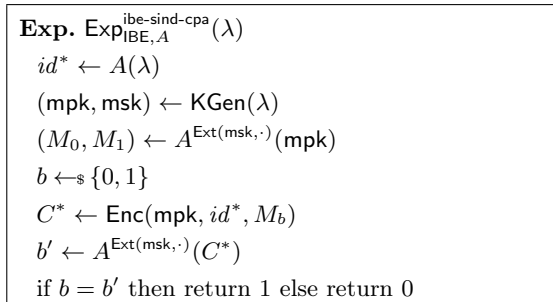 Exp. Exp^{ibe-sind-cpa}_{IBE,A}(λ)
id* ← A(λ)
(mpk, msk) ← KGen(λ)
(M_0, M_1) ← A^{Ext(msk,·)}(mpk)
b ←$ {0, 1}
C* ← Enc(mpk, id*, M_b)
b′ ← A^{Ext(msk,·)}(C*)
if b = b′ then return 1 else return 0